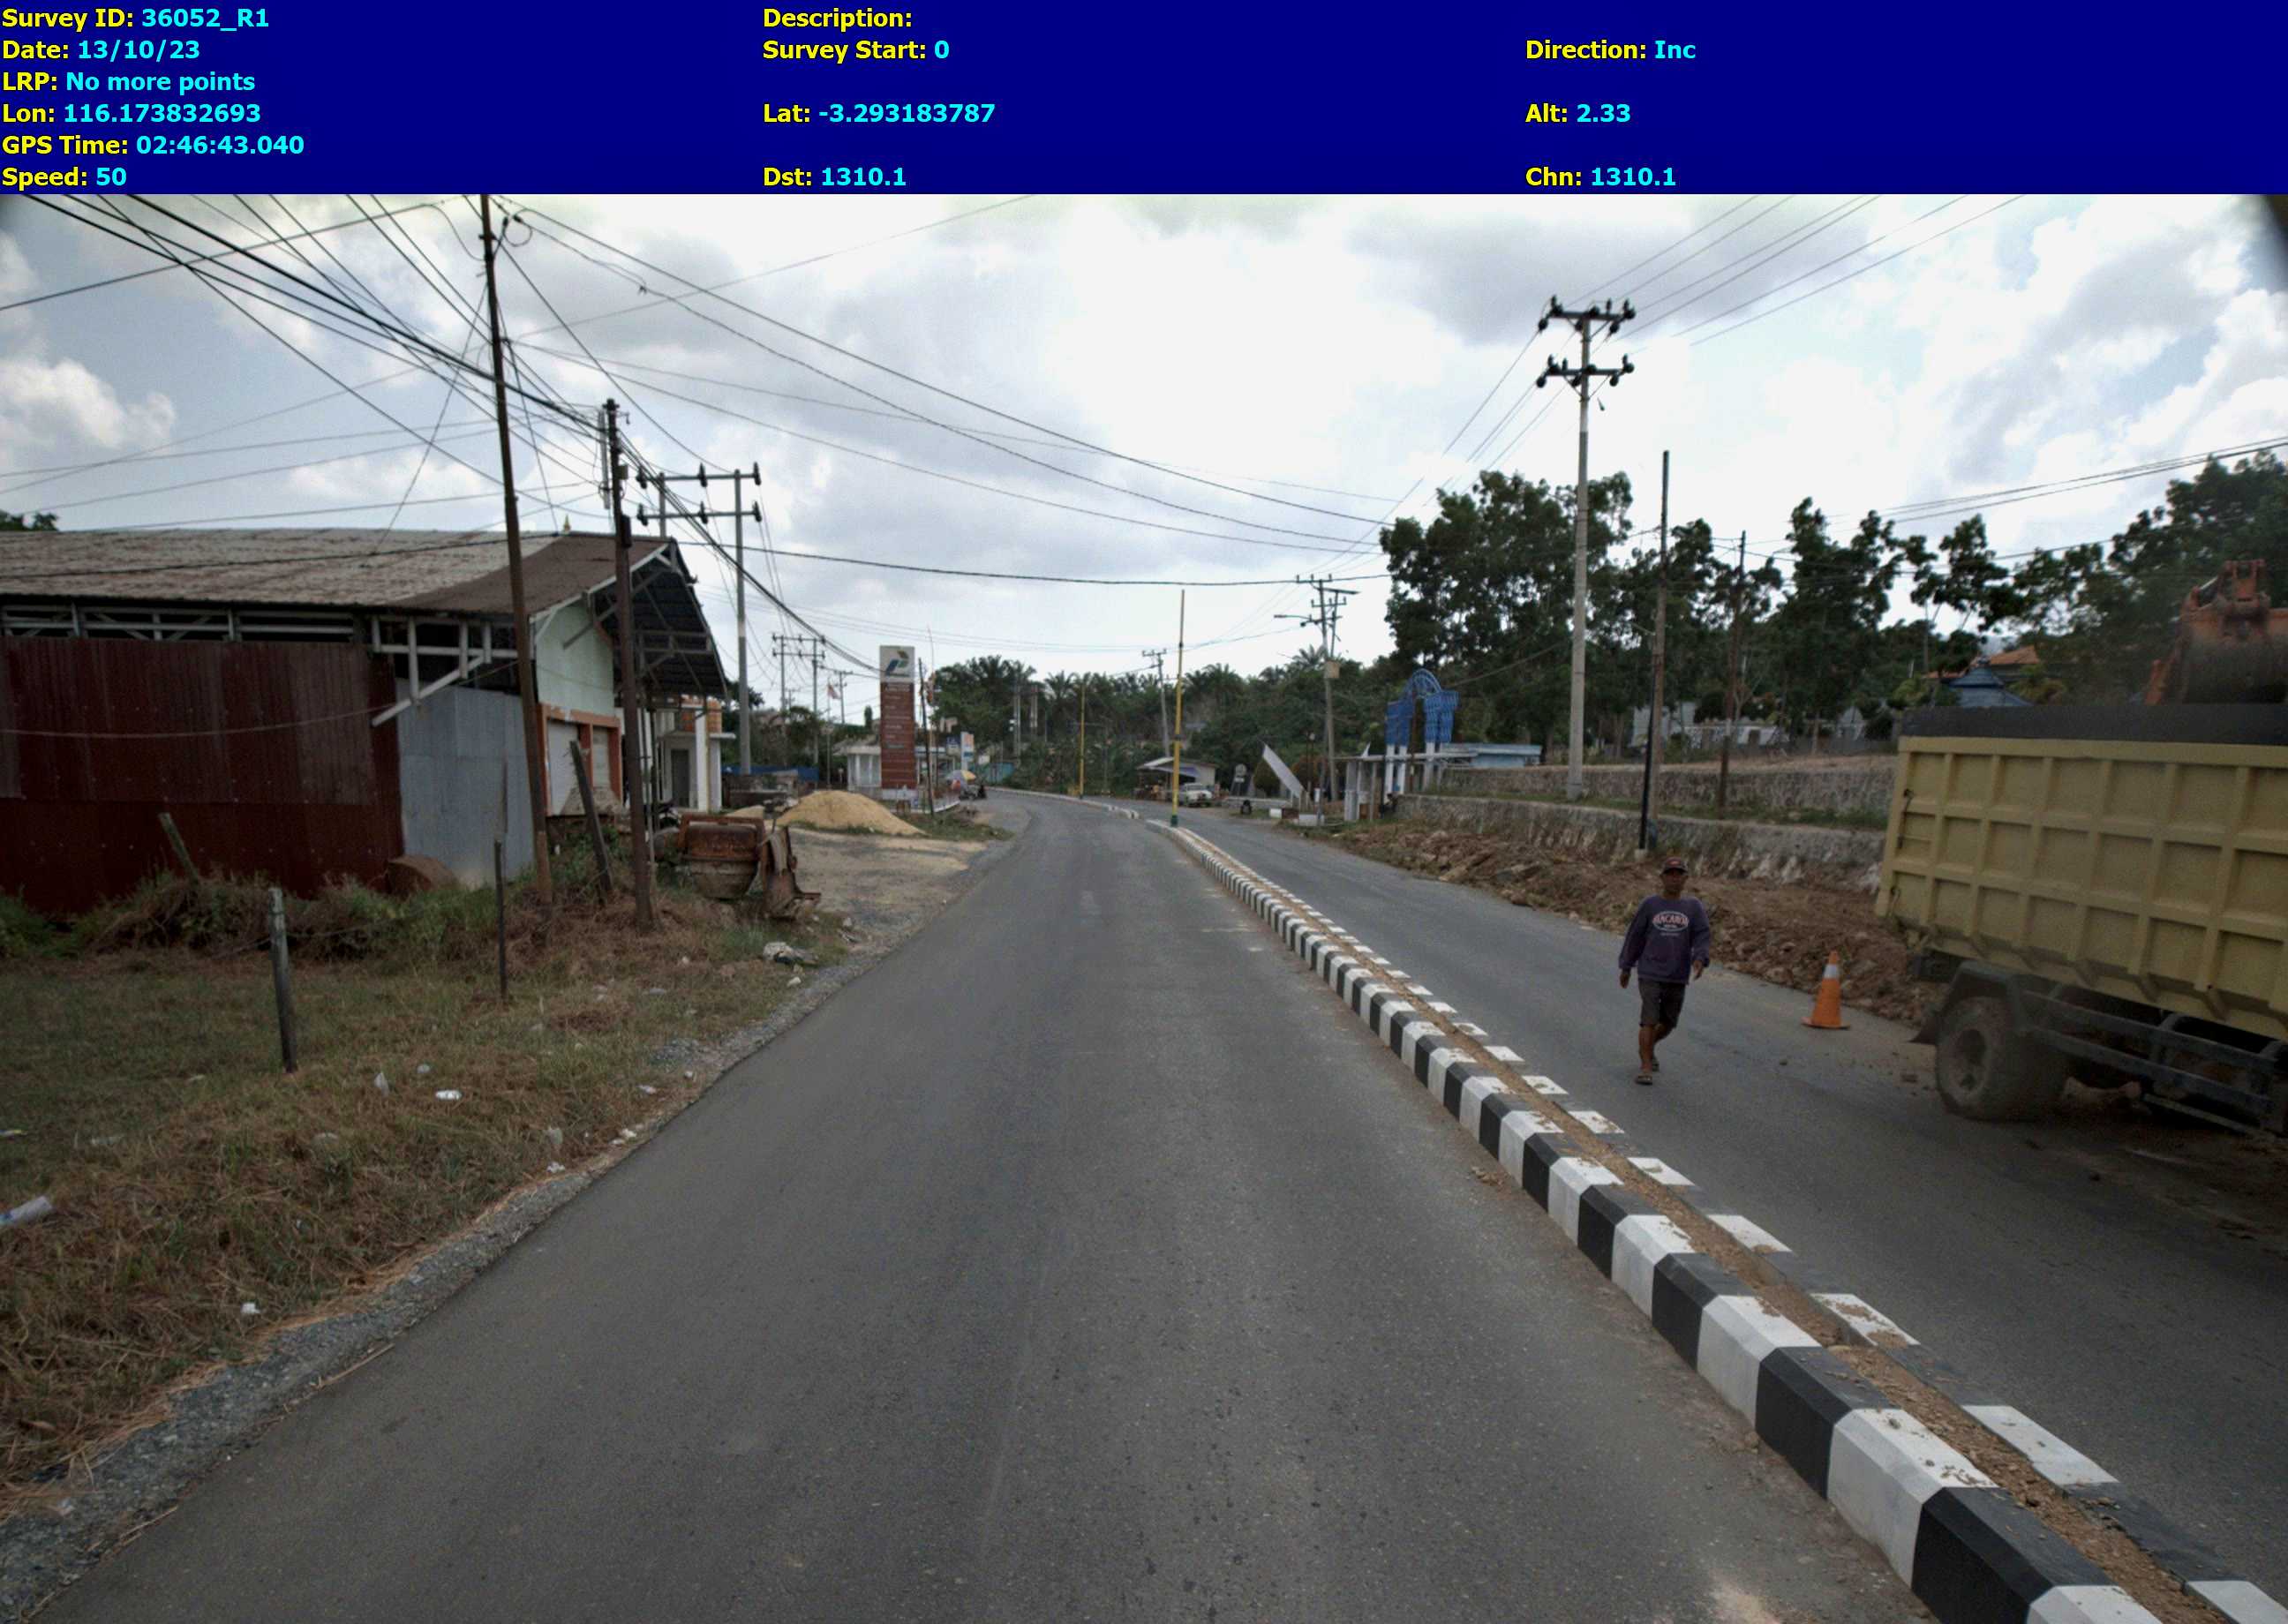 Survey ID: 36052_R1
Description:
Date: 13/10/23
Survey Start: 0
Direction: Inc
LRP: No more points
Lon: 116.173832693
Lat: -3.293183787
Alt: 2.33
GPS Time: 02:46:43.040
Speed: 50
Dst: 1310.1
Chn: 1310.1